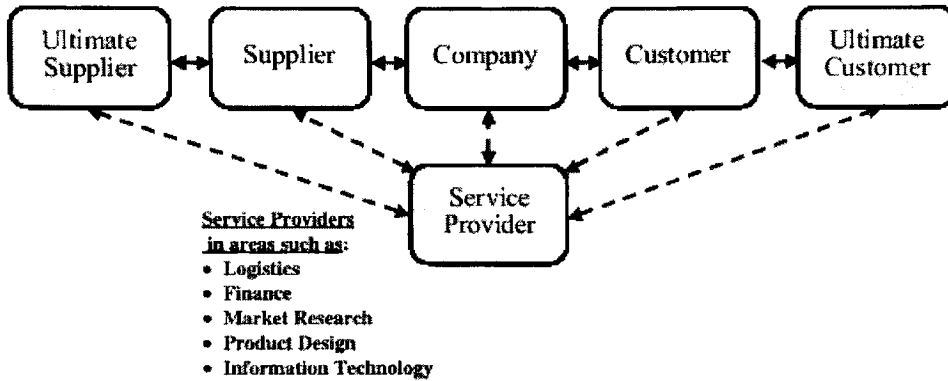 Ultimate
Supplier
Supplier
Company
Customer
Ultimate
Customer
Service
Provider
Service Providers
in areas such as:
• Logistics
• Finance
• Market Research
• Product Design
• Information Technology